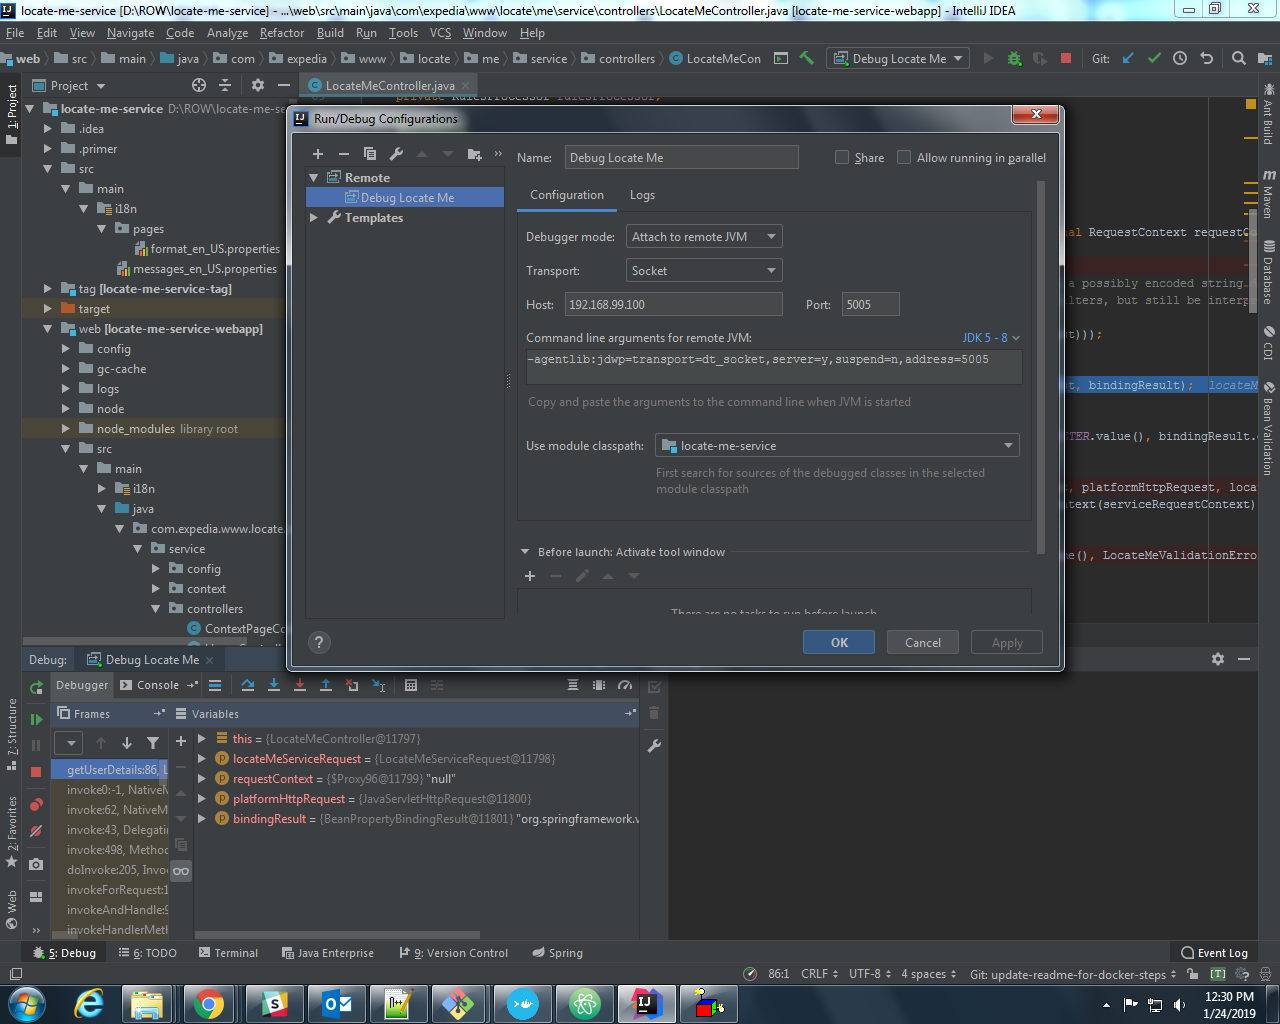 locate-me-service [D:\ROW\locate-me-service] - ...\web\src\main\java\com\expedia\www\locate\me\service\controllers\LocateMeController.java [locate-me-service-webapp] - IntelliJ IDEA
File Edit View Navigate Code Analyze Refactor Build Run Tools VCS Window Help
web src main java com expedia www locate me service controllers LocateMeCon Debug Locate Me Git:
Project LocateMeController.java
1: Project
locate-me-service D:\ROW\locate-me-se
.idea
.primer
src
main
i18n
pages
format_en_US.properties
messages_en_US.properties
tag [locate-me-service-tag]
target
web [locate-me-service-webapp]
config
gc-cache
logs
node
node_modules library root
src
main
i18n
java
com.expedia.www.locate.
service
config
context
controllers
ContextPageCo
7: Structure
2: Favorites
Web
Ant Build
Maven
Database
CDI
Bean Validation
Run/Debug Configurations
Remote
Debug Locate Me
Templates
Name: Debug Locate Me Share Allow running in parallel
Configuration Logs
Debugger mode: Attach to remote JVM
Transport: Socket
Host: 192.168.99.100 Port: 5005
Command line arguments for remote JVM: JDK 5 - 8
-agentlib:jdwp=transport=dt_socket,server=y,suspend=n,address=5005
Copy and paste the arguments to the command line when JVM is started
Use module classpath: locate-me-service
First search for sources of the debugged classes in the selected
module classpath
Before launch: Activate tool window
There are no tasks to run before launch
OK Cancel Apply
al RequestContext requestCo
a possibly encoded string
lters, but still be interp
t)));
t, bindingResult); locateM
TER.value(), bindingResult.
, platformHttpRequest, loca
ntext(serviceRequestContext)
me(), LocateMeValidationErro
Debug: Debug Locate Me
Debugger Console
Frames Variables
getUserDetails:86, L
invoke0:-1, NativeM
invoke:62, NativeM
invoke:43, Delegatin
invoke:498, Method
doInvoke:205, Invoc
invokeForRequest:1
invokeAndHandle:9
invokeHandlerMeth
this = {LocateMeController@11797}
locateMeServiceRequest = {LocateMeServiceRequest@11798}
requestContext = {$Proxy96@11799} "null"
platformHttpRequest = {JavaServletHttpRequest@11800}
bindingResult = {BeanPropertyBindingResult@11801} "org.springframework.v
5: Debug 6: TODO Terminal Java Enterprise 9: Version Control Spring Event Log
86:1 CRLF UTF-8 4 spaces Git: update-readme-for-docker-steps
12:30 PM
1/24/2019